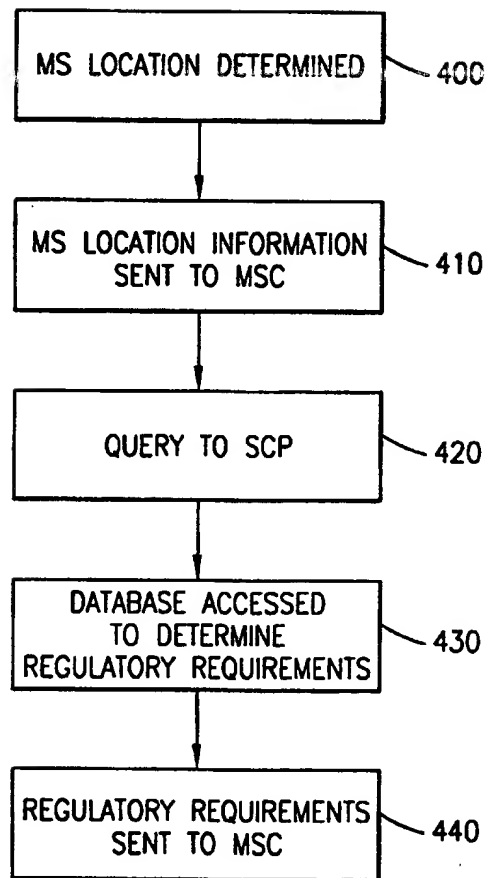 MS LOCATION DETERMINED
400
MS LOCATION INFORMATION
SENT TO MSC
410
QUERY TO SCP
420
DATABASE ACCESSED
TO DETERMINE
REGULATORY REQUIREMENTS
430
REGULATORY REQUIREMENTS
SENT TO MSC
440